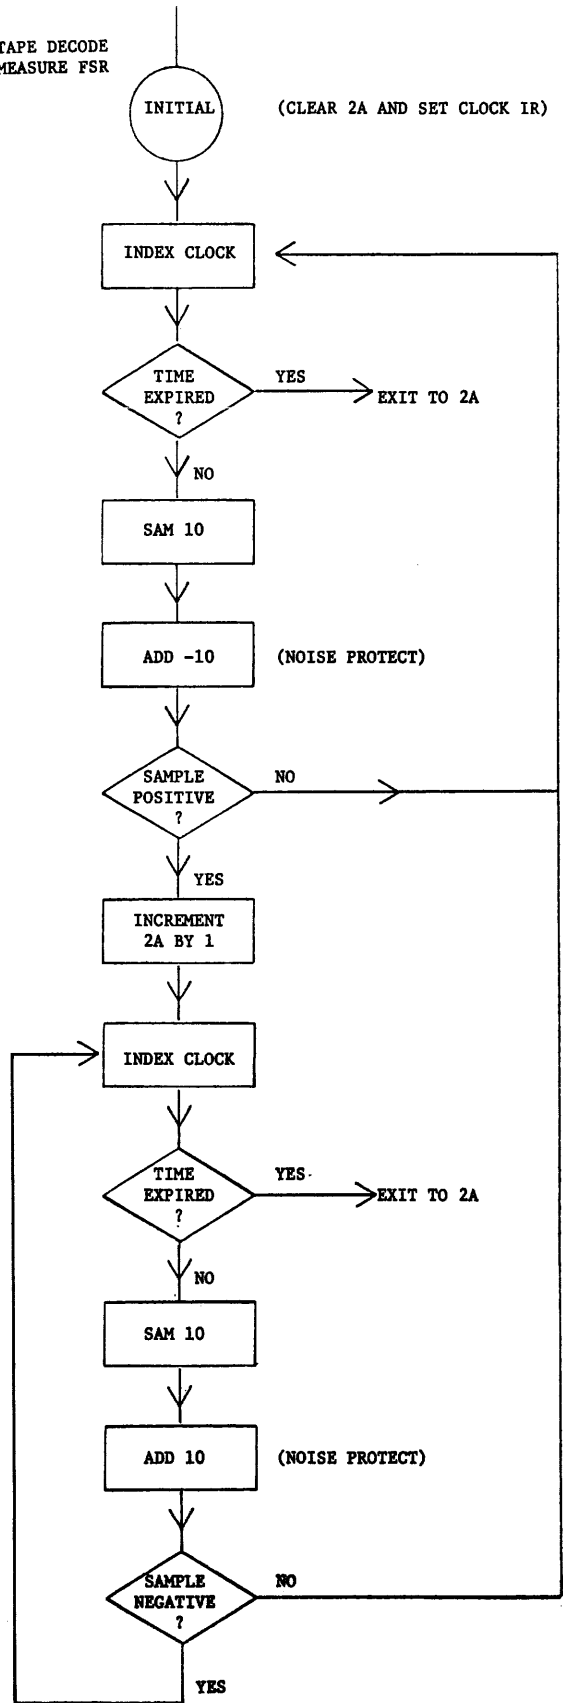 TAPE DECODE
MEASURE FSR
INITIAL
(CLEAR 2A AND SET CLOCK IR)
INDEX CLOCK
TIME
EXPIRED
?
YES
EXIT TO 2A
NO
SAM 10
ADD -10
(NOISE PROTECT)
SAMPLE
POSITIVE
?
NO
YES
INCREMENT
2A BY 1
INDEX CLOCK
TIME
EXPIRED
?
YES
EXIT TO 2A
NO
SAM 10
ADD 10
(NOISE PROTECT)
SAMPLE
NEGATIVE
?
NO
YES